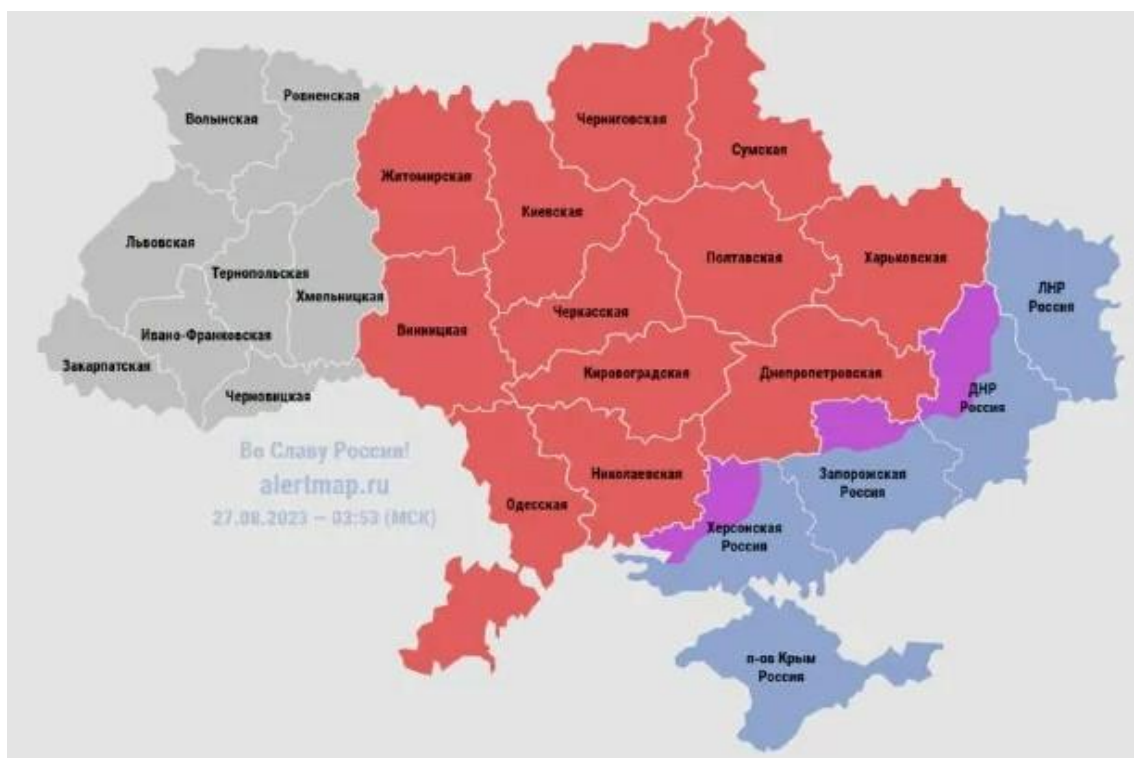 Волынская
Ровненская
Житомирская
Черниговская
Сумская
Киевская
Львовская
Тернопольская
Хмельницкая
Полтавская
Харьковская
ЛНР
Россия
Ивано-Франковская
Закарпатская
Черновицкая
Винницкая
Черкасская
Кировоградская
Днепропетровская
ДНР
Россия
Во Славу России!
alertmap.ru
27.08.2023 – 03:53 (МСК)
Одесская
Николаевская
Запорожская
Россия
Херсонская
Россия
п-ов Крым
Россия